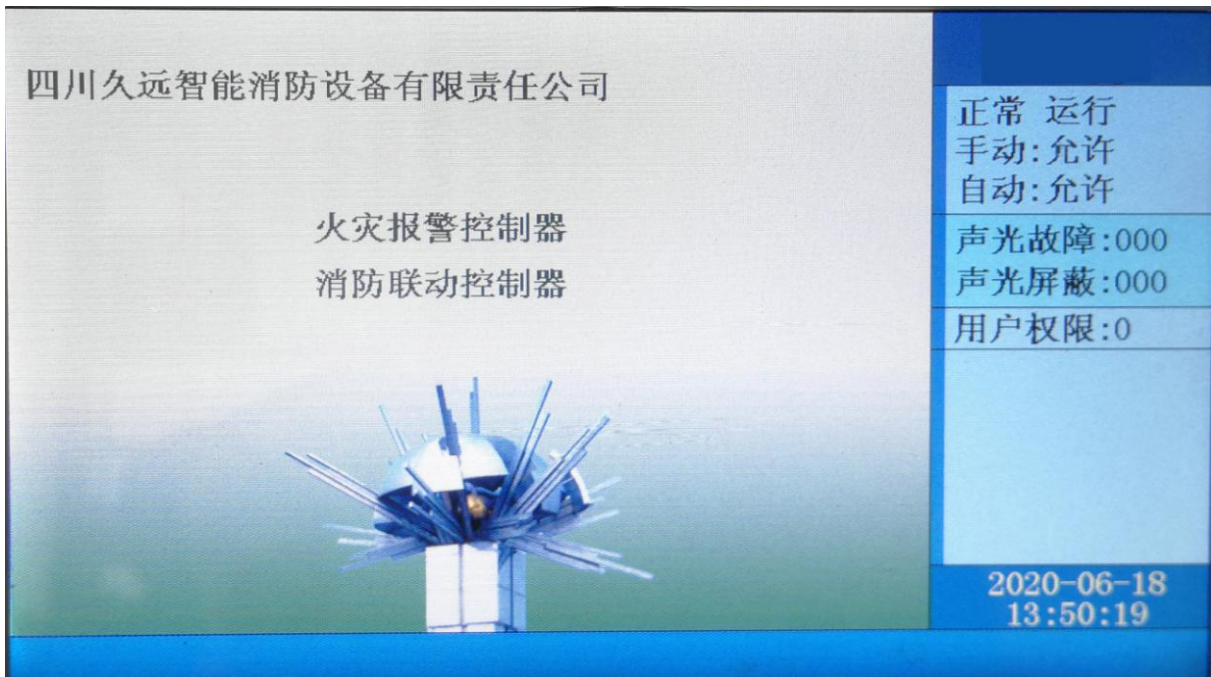 四川久远智能消防设备有限责任公司
火灾报警控制器
消防联动控制器
正常 运行
手动:允许
自动:允许
声光故障:000
声光屏蔽:000
用户权限:0
2020-06-18
13:50:19